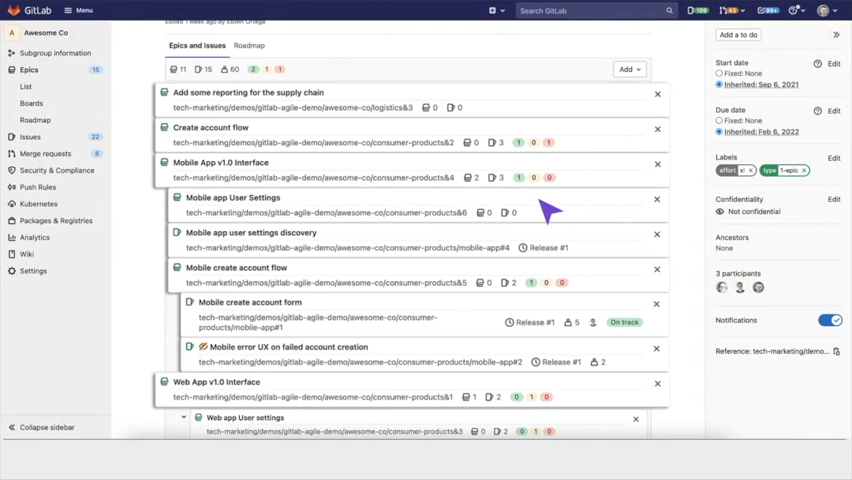 GitLab
Menu
Search GitLab
109
43
99+
A Awesome Co
Subgroup information
Epics 15
List
Boards
Roadmap
Issues 22
Merge requests 6
Security & Compliance
Push Rules
Kubernetes
Packages & Registries
Analytics
Wiki
Settings
Collapse sidebar
Edited 1 week ago by Edwin Ortega
Epics and Issues Roadmap
11 15 60 2 1 1
Add
Add some reporting for the supply chain
tech-marketing/demos/gitlab-agile-demo/awesome-co/logistics&3 0 0
Create account flow
tech-marketing/demos/gitlab-agile-demo/awesome-co/consumer-products&2 0 3 1 0 1
Mobile App v1.0 Interface
tech-marketing/demos/gitlab-agile-demo/awesome-co/consumer-products&4 2 3 1 0 0
Mobile app User Settings
tech-marketing/demos/gitlab-agile-demo/awesome-co/consumer-products&6 0 0
Mobile app user settings discovery
tech-marketing/demos/gitlab-agile-demo/awesome-co/consumer-products/mobile-app#4 Release #1
Mobile create account flow
tech-marketing/demos/gitlab-agile-demo/awesome-co/consumer-products&5 0 2 1 0 0
Mobile create account form
tech-marketing/demos/gitlab-agile-demo/awesome-co/consumer-
products/mobile-app#1 Release #1 5 On track
Mobile error UX on failed account creation
tech-marketing/demos/gitlab-agile-demo/awesome-co/consumer-products/mobile-app#2 Release #1 2
Web App v1.0 Interface
tech-marketing/demos/gitlab-agile-demo/awesome-co/consumer-products&1 1 2 0 1 0
Web app User settings
tech-marketing/demos/gitlab-agile-demo/awesome-co/consumer-products&3 0 2 0 1 0
Add a to do
Start date Edit
Fixed: None
Inherited: Sep 6, 2021
Due date Edit
Fixed: None
Inherited: Feb 6, 2022
Labels Edit
effort xl type 1-epic
Confidentiality Edit
Not confidential
Ancestors
None
3 participants
Notifications
Reference: tech-marketing/demo...